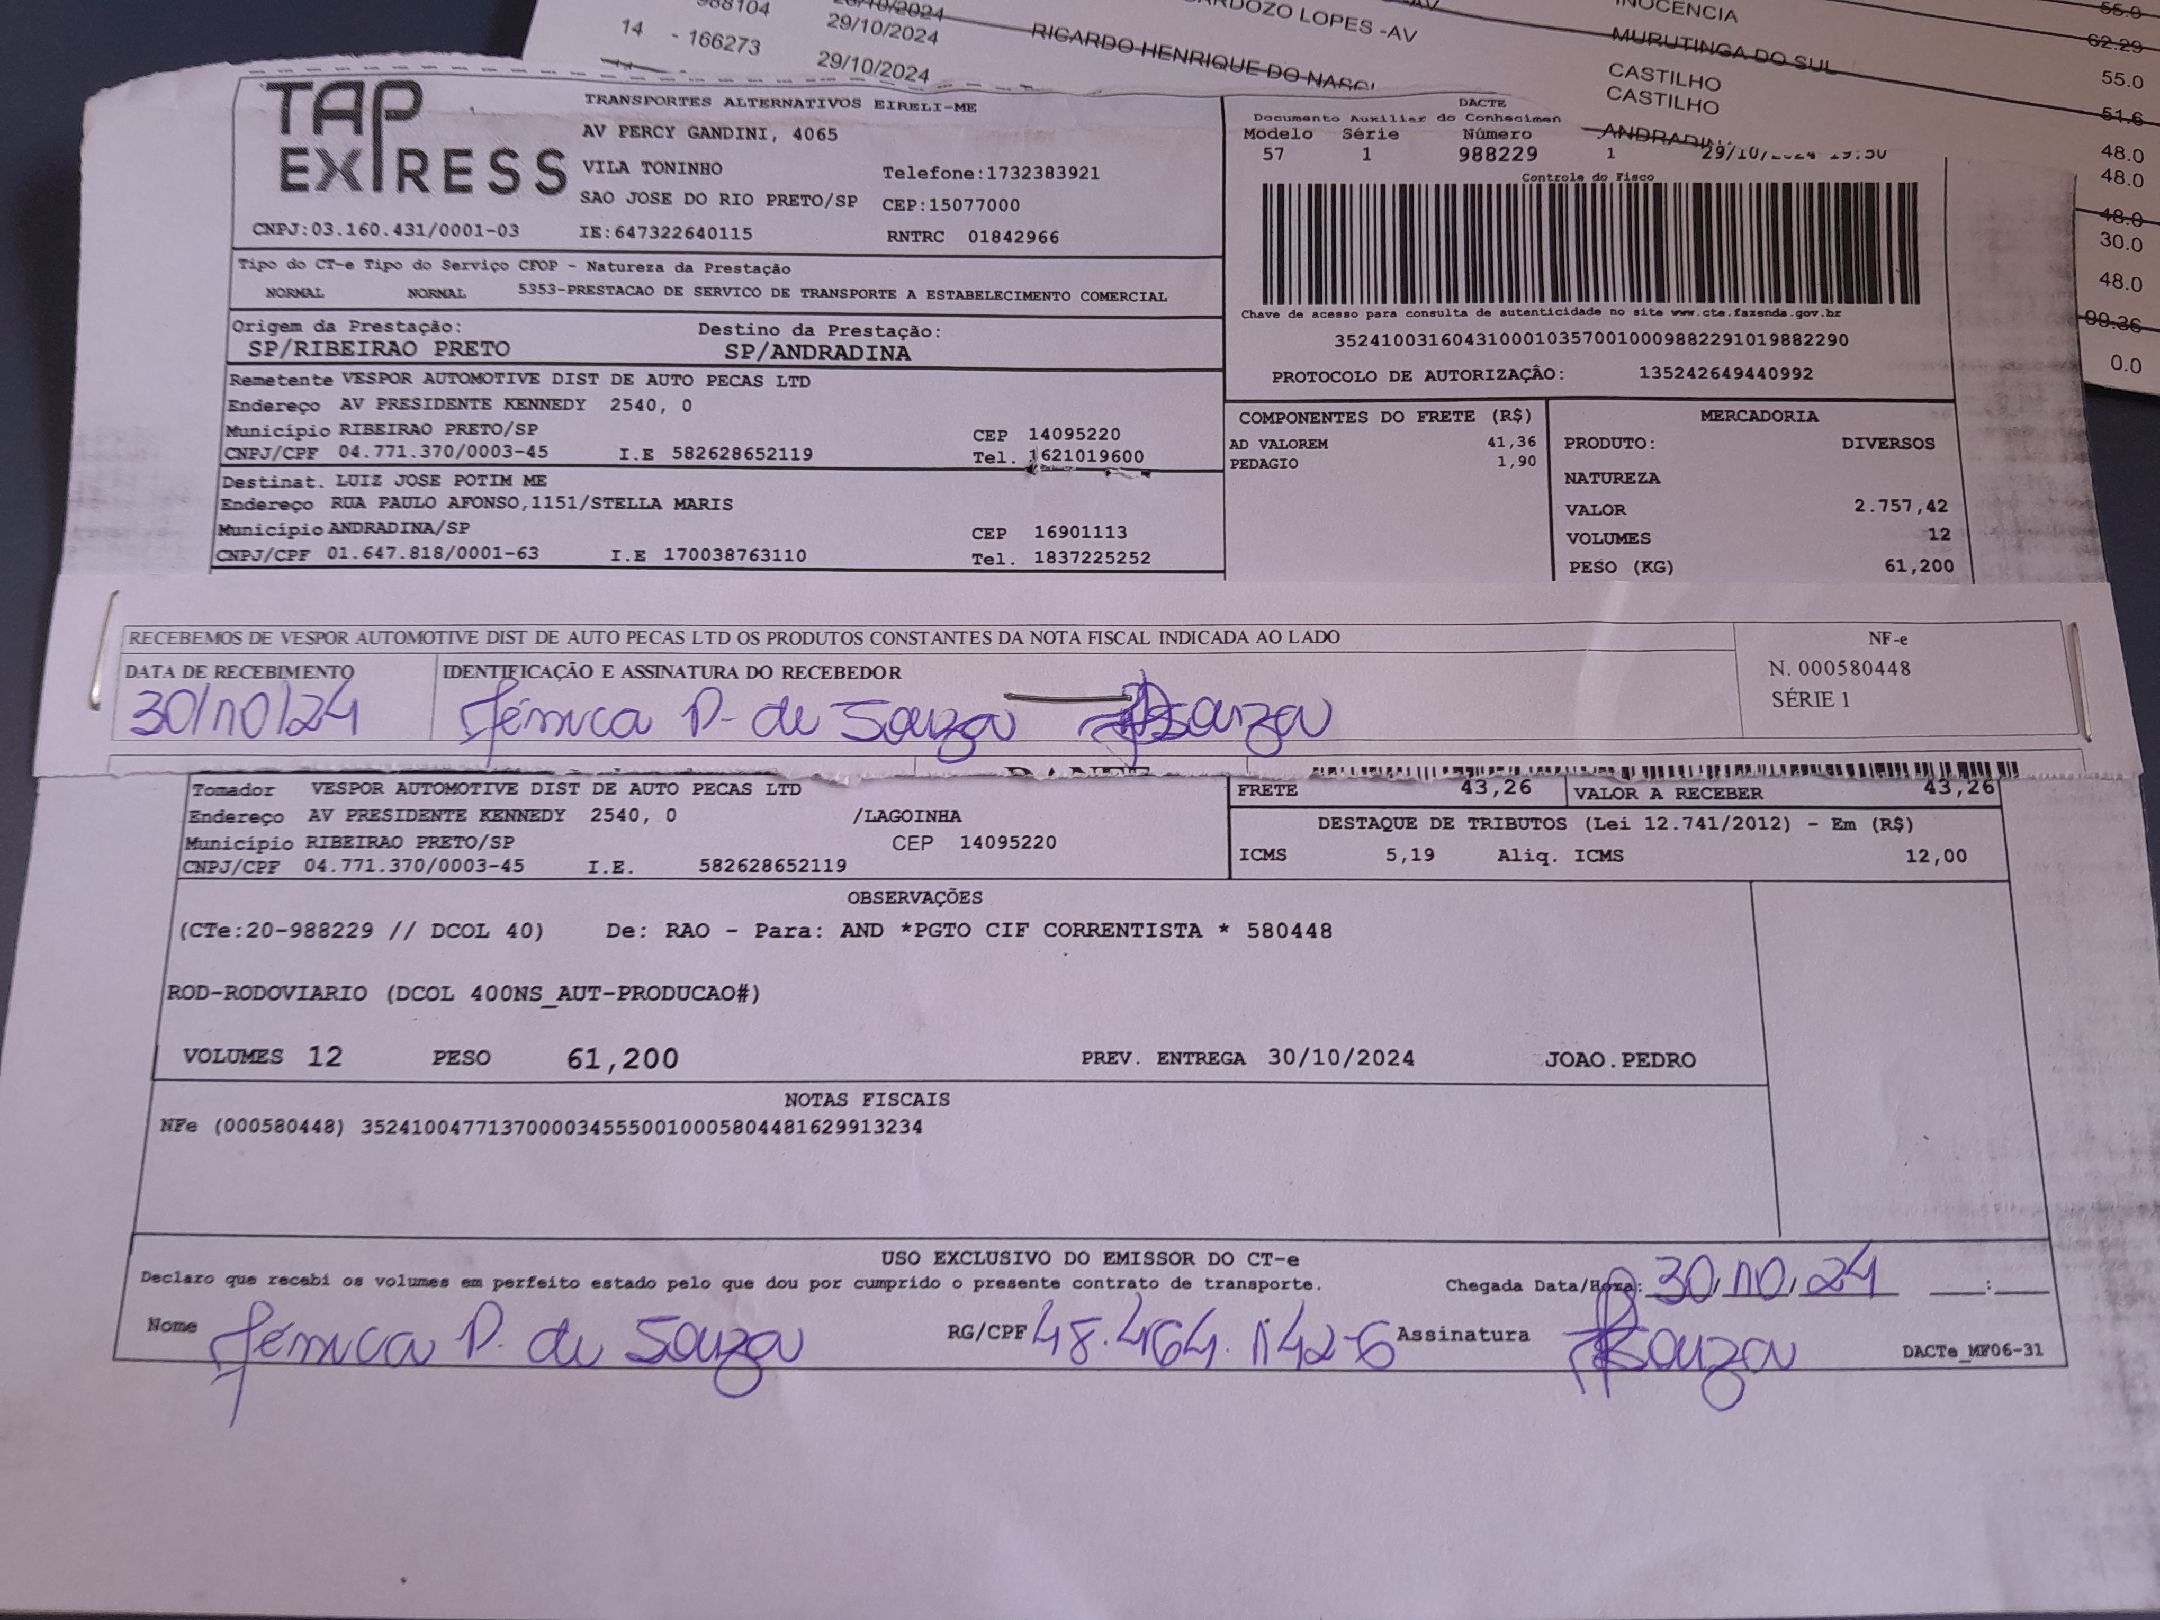 14 - 166273 29/10/2024 RICARDO HENRIQUE DO NASCI
29/10/2024
LOPES -AV
INOCENCIA 55.0
MURUTINGA DO SUL 62.29
CASTILHO 55.0
CASTILHO 51.6
48.0
48.0
48.0
30.0
48.0
99.36
0.0
TAP EXPRESS
TRANSPORTES ALTERNATIVOS EIRELI-ME
AV PERCY GANDINI, 4065
VILA TONINHO Telefone:1732383921
SAO JOSE DO RIO PRETO/SP CEP:15077000
CNPJ:03.160.431/0001-03 IE:647322640115 RNTRC 01842966
DACTE
Documento Auxiliar do Conhecimen
Modelo Série Número
57 1 988229 1 29/10/2024 19:50
Controle do Fisco
Chave de acesso para consulta de autenticidade no site www.cte.fazenda.gov.br
35241003160431000103570010009882291019882290
PROTOCOLO DE AUTORIZAÇÃO: 135242649440992
Tipo do CT-e Tipo do Serviço CFOP - Natureza da Prestação
NORMAL NORMAL 5353-PRESTACAO DE SERVICO DE TRANSPORTE A ESTABELECIMENTO COMERCIAL
Origem da Prestação: Destino da Prestação:
SP/RIBEIRAO PRETO SP/ANDRADINA
Remetente VESPOR AUTOMOTIVE DIST DE AUTO PECAS LTD
Endereço AV PRESIDENTE KENNEDY 2540, 0
Município RIBEIRAO PRETO/SP CEP 14095220
CNPJ/CPF 04.771.370/0003-45 I.E 582628652119 Tel. 1621019600
Destinat. LUIZ JOSE POTIM ME
Endereço RUA PAULO AFONSO,1151/STELLA MARIS
Município ANDRADINA/SP CEP 16901113
CNPJ/CPF 01.647.818/0001-63 I.E 170038763110 Tel. 1837225252
COMPONENTES DO FRETE (R$)
AD VALOREM 41,36
PEDAGIO 1,90
MERCADORIA
PRODUTO: DIVERSOS
NATUREZA
VALOR 2.757,42
VOLUMES 12
PESO (KG) 61,200
RECEBEMOS DE VESPOR AUTOMOTIVE DIST DE AUTO PECAS LTD OS PRODUTOS CONSTANTES DA NOTA FISCAL INDICADA AO LADO
DATA DE RECEBIMENTO IDENTIFICAÇÃO E ASSINATURA DO RECEBEDOR
30/10/24 Jéssica P. de Souza Souza
NF-e
N. 000580448
SÉRIE 1
Tomador VESPOR AUTOMOTIVE DIST DE AUTO PECAS LTD
Endereço AV PRESIDENTE KENNEDY 2540, 0 /LAGOINHA
Município RIBEIRAO PRETO/SP CEP 14095220
CNPJ/CPF 04.771.370/0003-45 I.E. 582628652119
FRETE 43,26 VALOR A RECEBER 43,26
DESTAQUE DE TRIBUTOS (Lei 12.741/2012) - Em (R$)
ICMS 5,19 Aliq. ICMS 12,00
OBSERVAÇÕES
(CTe:20-988229 // DCOL 40) De: RAO - Para: AND *PGTO CIF CORRENTISTA * 580448
ROD-RODOVIARIO (DCOL 400NS_AUT-PRODUCAO#)
VOLUMES 12 PESO 61,200 PREV. ENTREGA 30/10/2024 JOAO.PEDRO
NOTAS FISCAIS
NFe (000580448) 35241004771370000345550010005804481629913234
USO EXCLUSIVO DO EMISSOR DO CT-e
Declaro que recebi os volumes em perfeito estado pelo que dou por cumprido o presente contrato de transporte. Chegada Data/Hora: 30/10/24 :
Nome Jéssica P. de Souza RG/CPF 48.464.142-6 Assinatura Souza
DACTe_MF06-31